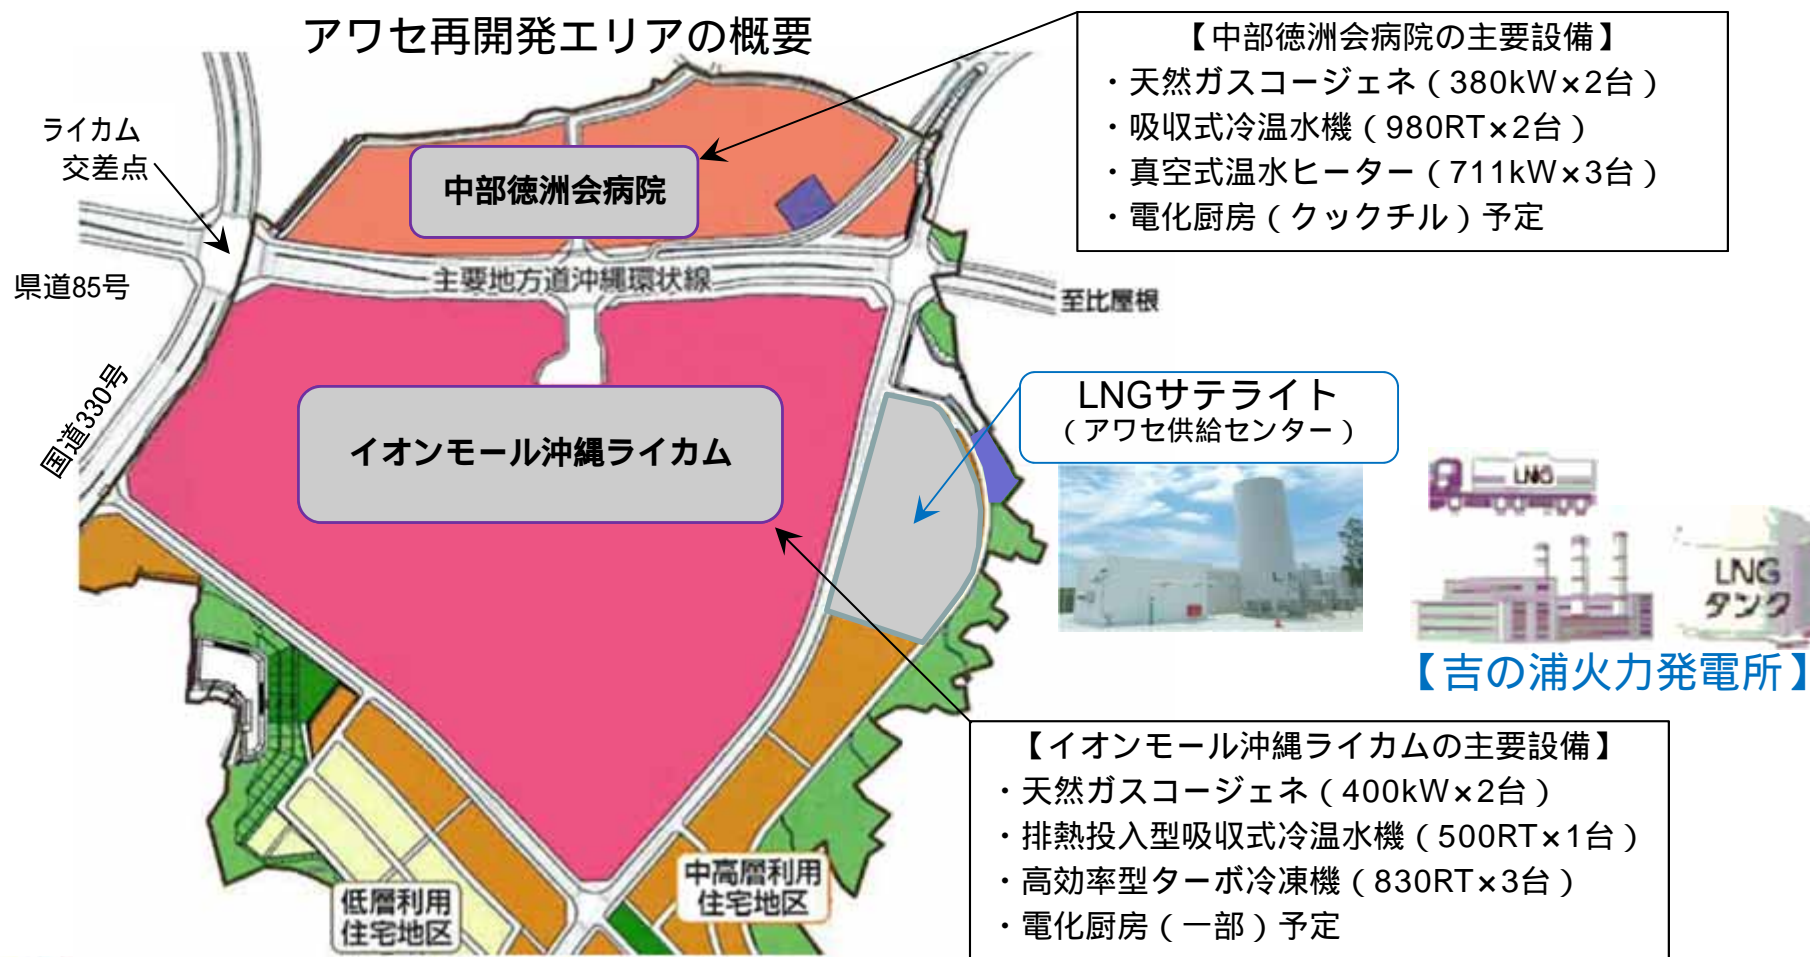 アワセ再開発エリアの概要
【中部徳洲会病院の主要設備】
・天然ガスコージェネ（380kW×2台）
・吸収式冷温水機（980RT×2台）
・真空式温水ヒーター（711kW×3台）
・電化厨房（クックチル）予定
ライカム
交差点
中部徳洲会病院
県道85号
主要地方道沖縄環状線
至比屋根
国道330号
イオンモール沖縄ライカム
LNGサテライト
（アワセ供給センター）
LNG
LNG
タンク
【吉の浦火力発電所】
【イオンモール沖縄ライカムの主要設備】
・天然ガスコージェネ（400kW×2台）
・排熱投入型吸収式冷温水機（500RT×1台）
・高効率型ターボ冷凍機（830RT×3台）
・電化厨房（一部）予定
中高層利用
住宅地区
低層利用
住宅地区